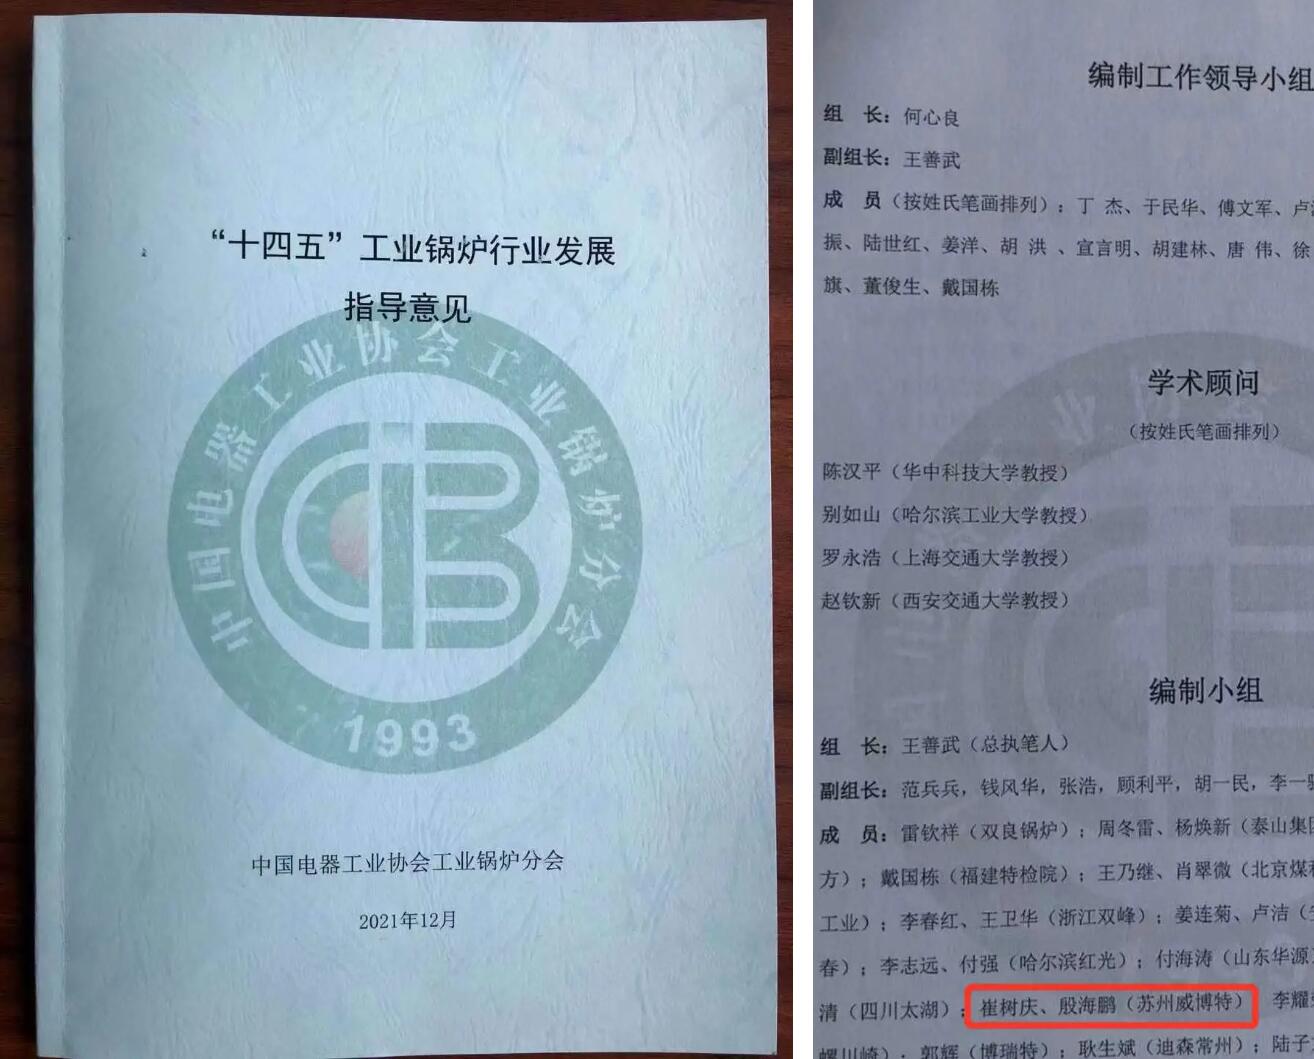 “十四五”工业锅炉行业发展
指导意见
中国电器工业协会工业锅炉分会
1993
中国电器工业协会工业锅炉分会
2021年12月
编制工作领导小组
组 长：何心良
副组长：王善武
成 员（按姓氏笔画排列）：丁 杰、于民华、傅文军、卢
振、陆世红、姜洋、胡 洪 、宣言明、胡建林、唐 伟、徐
旗、董俊生、戴国栋
学术顾问
（按姓氏笔画排列）
陈汉平（华中科技大学教授）
别如山（哈尔滨工业大学教授）
罗永浩（上海交通大学教授）
赵钦新（西安交通大学教授）
编制小组
组 长：王善武（总执笔人）
副组长：范兵兵，钱风华，张浩，顾利平，胡一民，李一
成 员：雷钦祥（双良锅炉）；周冬雷、杨焕新（泰山集团
方）；戴国栋（福建特检院）；王乃继、肖翠微（北京煤
工业）；李春红、王卫华（浙江双峰）；姜连菊、卢洁（
春）；李志远、付强（哈尔滨红光）；付海涛（山东华源
清（四川太湖）；崔树庆、殷海鹏（苏州威博特） 李耀
川崎）；郭辉（博瑞特）；耿生斌（迪森常州）；陆子